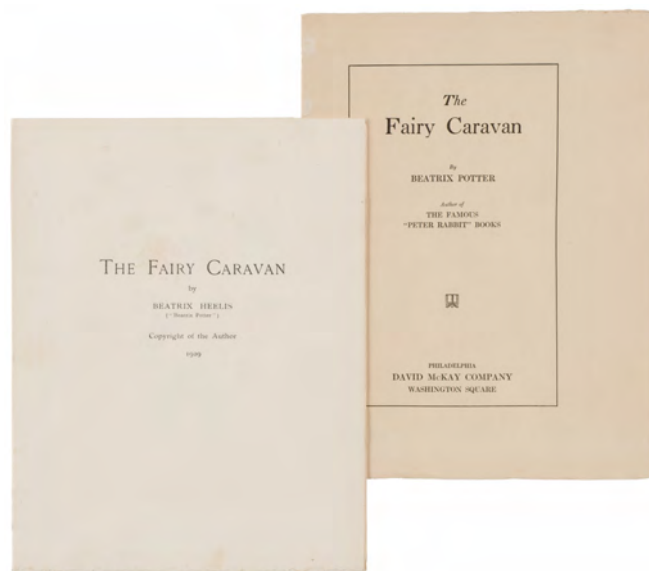 The
Fairy Caravan
By
BEATRIX POTTER
Author of
THE FAMOUS
"PETER RABBIT" BOOKS
PHILADELPHIA
DAVID McKAY COMPANY
WASHINGTON SQUARE
THE FAIRY CARAVAN
by
BEATRIX HEELIS
("Beatrix Potter")
Copyright of the Author
1929